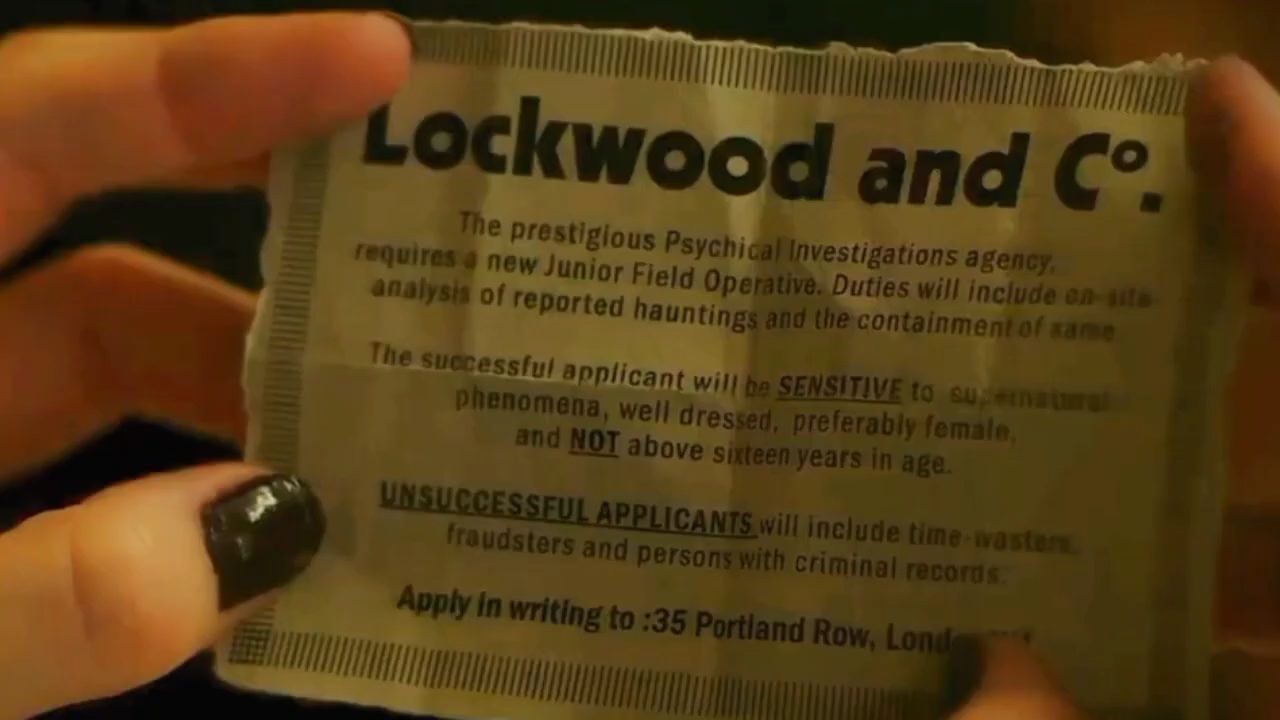 Lockwood and Cº.
The prestigious Psychical Investigations agency,
requires a new Junior Field Operative. Duties will include on-site
analysis of reported hauntings and the containment of same
The successful applicant will be SENSITIVE to supernatural
phenomena, well dressed, preferably female,
and NOT above sixteen years in age.
UNSUCCESSFUL APPLICANTS will include time-wasters,
fraudsters and persons with criminal records.
Apply in writing to :35 Portland Row,